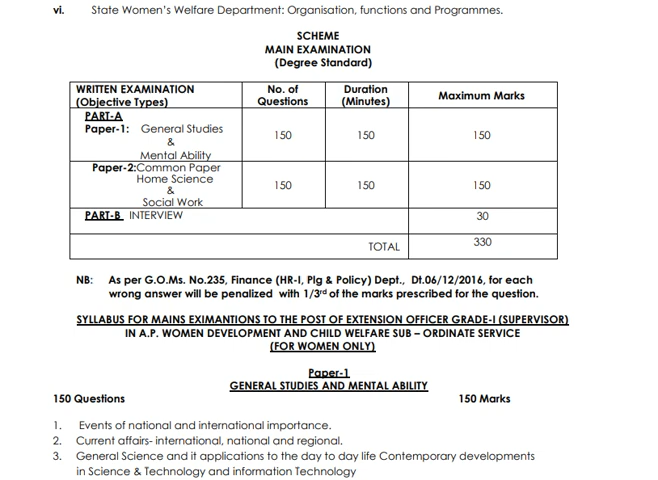 vi. State Women's Welfare Department: Organisation, functions and Programmes.
SCHEME
MAIN EXAMINATION
(Degree Standard)
WRITTEN EXAMINATION (Objective Types) No. of Questions Duration (Minutes) Maximum Marks
PART-A
Paper-1: General Studies
&
Mental Ability
150 150 150
Paper-2:Common Paper
Home Science
&
Social Work
150 150 150
PART-B INTERVIEW 30
TOTAL 330
NB: As per G.O.Ms. No.235, Finance (HR-I, Plg & Policy) Dept., Dt.06/12/2016, for each
wrong answer will be penalized with 1/3rd of the marks prescribed for the question.
SYLLABUS FOR MAINS EXIMANTIONS TO THE POST OF EXTENSION OFFICER GRADE-I (SUPERVISOR)
IN A.P. WOMEN DEVELOPMENT AND CHILD WELFARE SUB – ORDINATE SERVICE
(FOR WOMEN ONLY)
Paper-1
GENERAL STUDIES AND MENTAL ABILITY
150 Questions 150 Marks
1. Events of national and international importance.
2. Current affairs- international, national and regional.
3. General Science and it applications to the day to day life Contemporary developments
in Science & Technology and information Technology